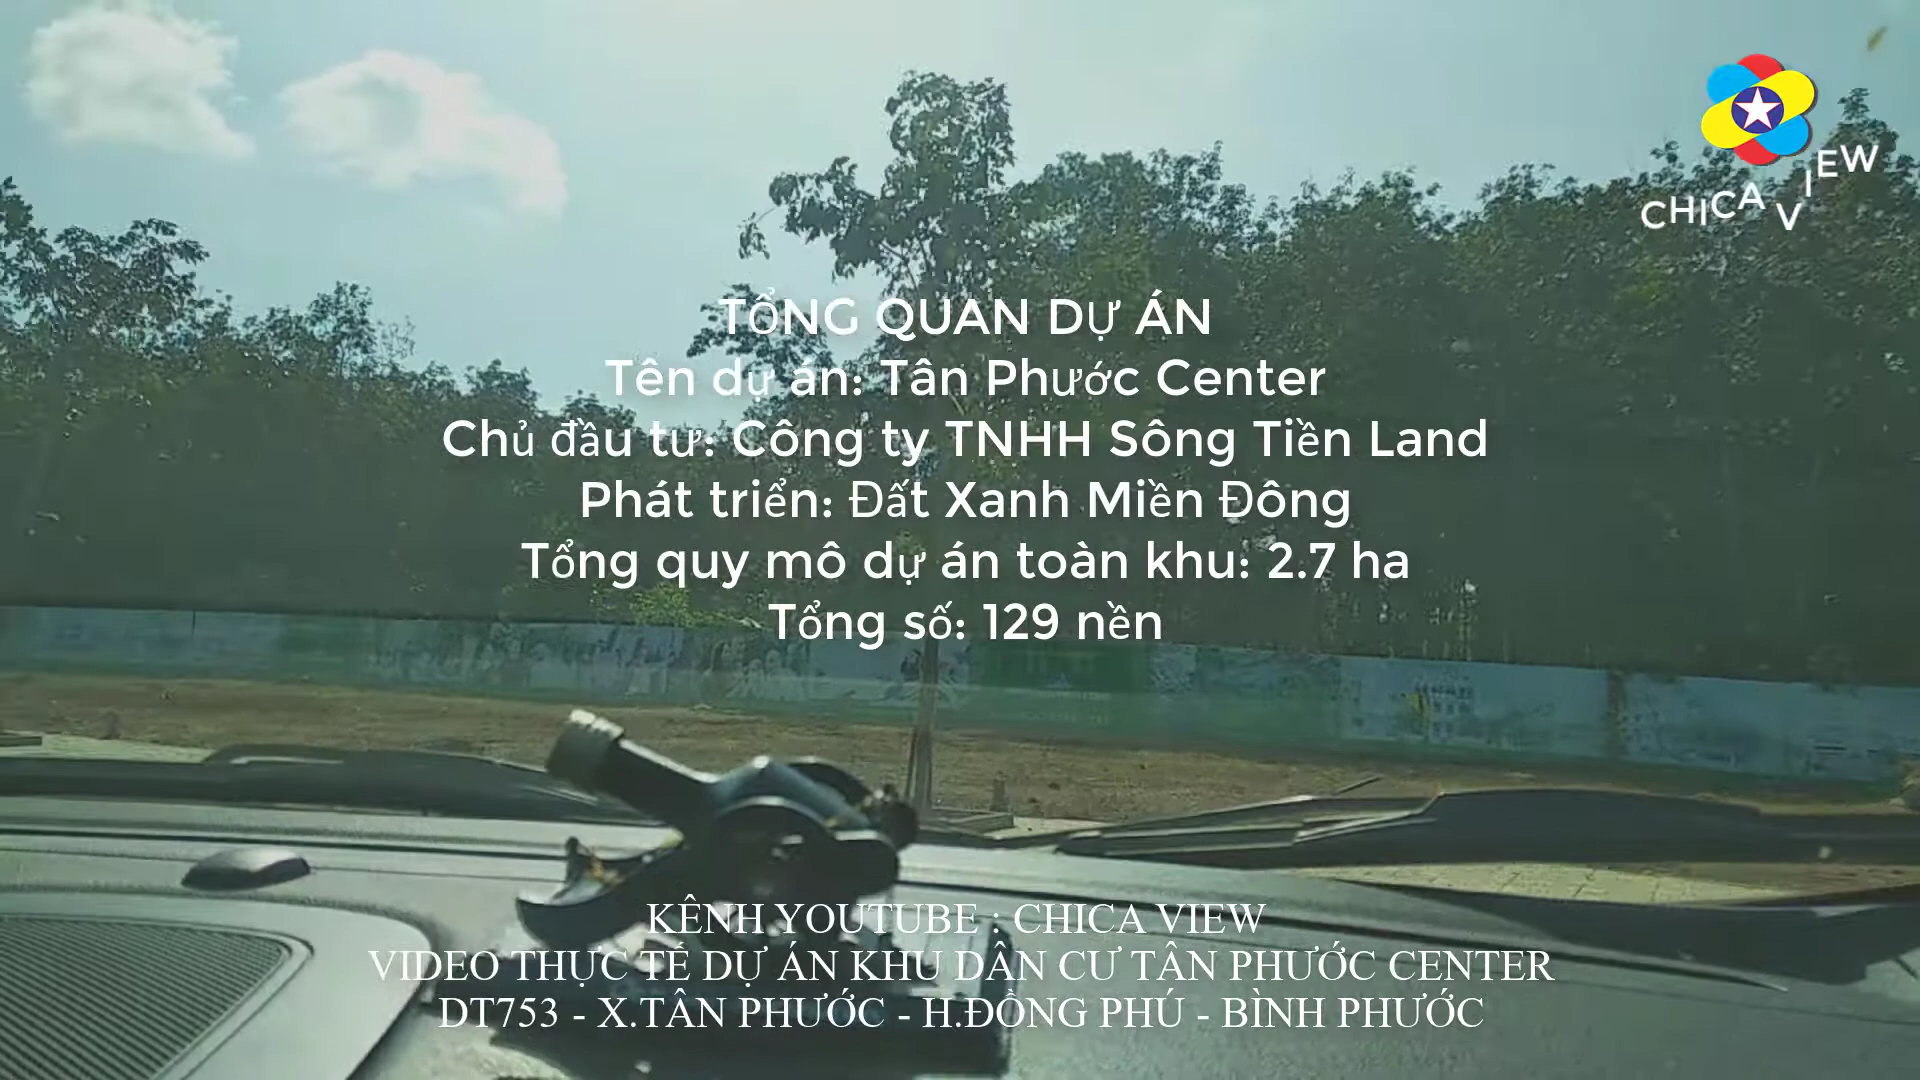 CHICA VIEW
TỔNG QUAN DỰ ÁN
Tên dự án: Tân Phước Center
Chủ đầu tư: Công ty TNHH Sông Tiền Land
Phát triển: Đất Xanh Miền Đông
Tổng quy mô dự án toàn khu: 2.7 ha
Tổng số: 129 nền
KÊNH YOUTUBE : CHICA VIEW
VIDEO THỰC TẾ DỰ ÁN KHU DÂN CƯ TÂN PHƯỚC CENTER
DT753 - X.TÂN PHƯỚC - H.ĐỒNG PHÚ - BÌNH PHƯỚC